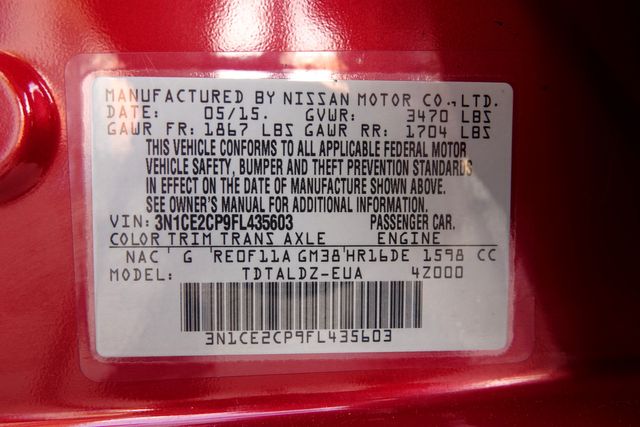 MANUFACTURED BY NISSAN MOTOR CO.,LTD.
DATE: 05/15. GVWR: 3470 LBS
GAWR FR: 1867 LBS GAWR RR: 1704 LBS
THIS VEHICLE CONFORMS TO ALL APPLICABLE FEDERAL MOTOR
VEHICLE SAFETY, BUMPER AND THEFT PREVENTION STANDARDS
IN EFFECT ON THE DATE OF MANUFACTURE SHOWN ABOVE.
SEE OWNER'S MANUAL FOR ADDITIONAL INFORMATION.
VIN: 3N1CE2CP9FL435603 PASSENGER CAR.
COLOR TRIM TRANS AXLE ENGINE
NAC ' G 'RE0F11A GM38'HR16DE 1598 CC
MODEL: TDTALDZ-EUA 4Z000
3N1CE2CP9FL435603